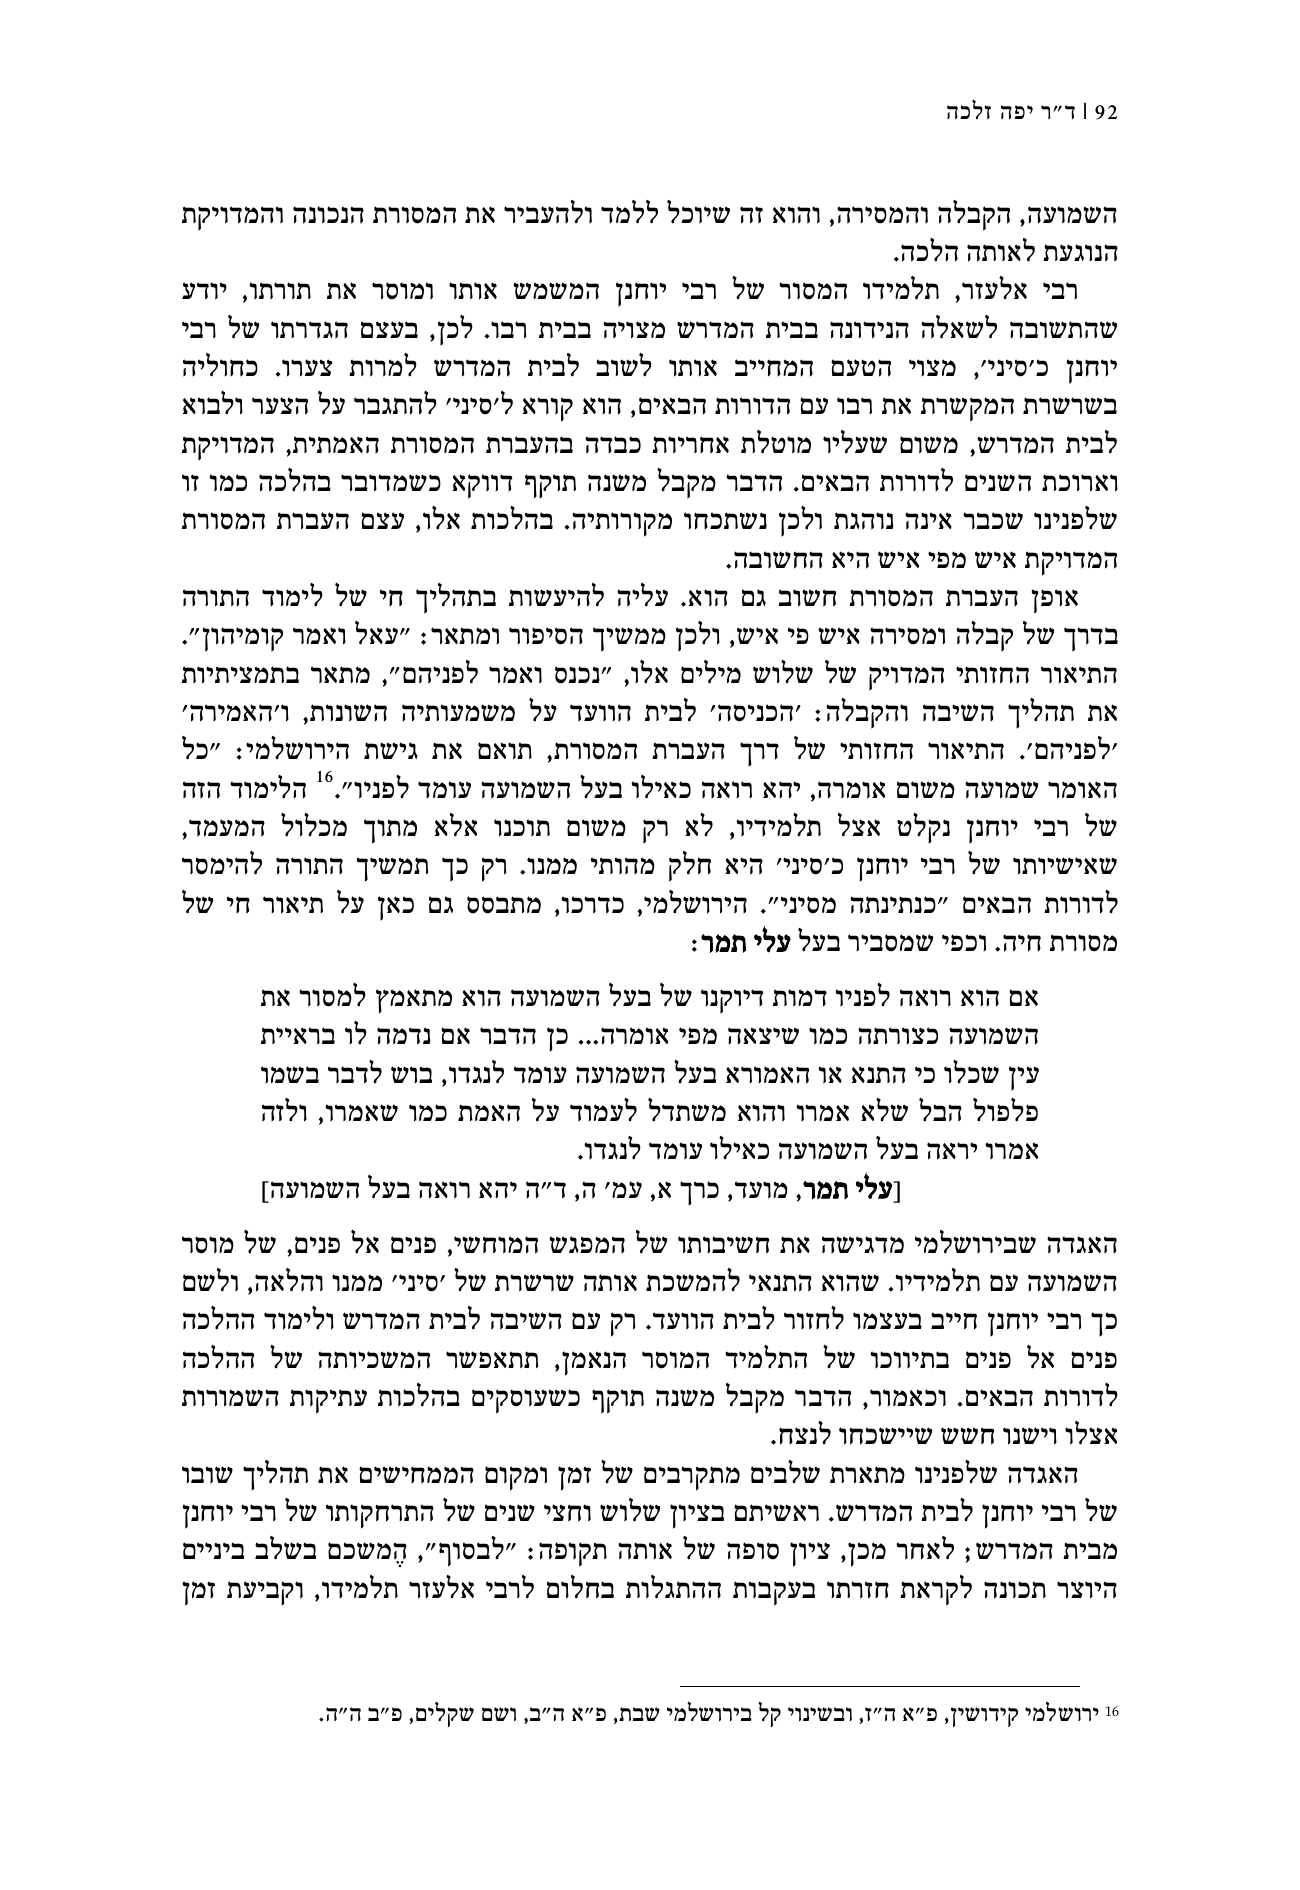 92 | ד״ר יפה זלכה
השמועה, הקבלה והמסירה, והוא זה שיוכל ללמד ולהעביר את המסורת הנכונה והמדויקת
הנוגעת לאותה הלכה.
רבי אלעזר, תלמידו המסור של רבי יוחנן המשמש אותו ומוסר את תורתו, יודע
שהתשובה לשאלה הנידונה בבית המדרש מצויה בבית רבו. לכן, בעצם הגדרתו של רבי
יוחנן כ׳סיני׳, מצוי הטעם המחייב אותו לשוב לבית המדרש למרות צערו. כחוליה
בשרשרת המקשרת את רבו עם הדורות הבאים, הוא קורא ל׳סיני׳ להתגבר על הצער ולבוא
לבית המדרש, משום שעליו מוטלת אחריות כבדה בהעברת המסורת האמתית, המדויקת
וארוכת השנים לדורות הבאים. הדבר מקבל משנה תוקף דווקא כשמדובר בהלכה כמו זו
שלפנינו שכבר אינה נוהגת ולכן נשתכחו מקורותיה. בהלכות אלו, עצם העברת המסורת
המדויקת איש מפי איש היא החשובה.
אופן העברת המסורת חשוב גם הוא. עליה להיעשות בתהליך חי של לימוד התורה
בדרך של קבלה ומסירה איש פי איש, ולכן ממשיך הסיפור ומתאר: ״עאל ואמר קומיהון״.
התיאור החזותי המדויק של שלוש מילים אלו, ״נכנס ואמר לפניהם״, מתאר בתמציתיות
את תהליך השיבה והקבלה: ׳הכניסה׳ לבית הוועד על משמעותיה השונות, ו׳האמירה׳
׳לפניהם׳. התיאור החזותי של דרך העברת המסורת, תואם את גישת הירושלמי: ״כל
האומר שמועה משום אומרה, יהא רואה כאילו בעל השמועה עומד לפניו״.16 הלימוד הזה
של רבי יוחנן נקלט אצל תלמידיו, לא רק משום תוכנו אלא מתוך מכלול המעמד,
שאישיותו של רבי יוחנן כ׳סיני׳ היא חלק מהותי ממנו. רק כך תמשיך התורה להימסר
לדורות הבאים ״כנתינתה מסיני״. הירושלמי, כדרכו, מתבסס גם כאן על תיאור חי של
מסורת חיה. וכפי שמסביר בעל עלי תמר:
אם הוא רואה לפניו דמות דיוקנו של בעל השמועה הוא מתאמץ למסור את
השמועה כצורתה כמו שיצאה מפי אומרה... כן הדבר אם נדמה לו בראיית
עין שכלו כי התנא או האמורא בעל השמועה עומד לנגדו, בוש לדבר בשמו
פלפול הבל שלא אמרו והוא משתדל לעמוד על האמת כמו שאמרו, ולזה
אמרו יראה בעל השמועה כאילו עומד לנגדו.
[עלי תמר, מועד, כרך א, עמ׳ ה, ד״ה יהא רואה בעל השמועה]
האגדה שבירושלמי מדגישה את חשיבותו של המפגש המוחשי, פנים אל פנים, של מוסר
השמועה עם תלמידיו. שהוא התנאי להמשכת אותה שרשרת של ׳סיני׳ ממנו והלאה, ולשם
כך רבי יוחנן חייב בעצמו לחזור לבית הוועד. רק עם השיבה לבית המדרש ולימוד ההלכה
פנים אל פנים בתיווכו של התלמיד המוסר הנאמן, תתאפשר המשכיותה של ההלכה
לדורות הבאים. וכאמור, הדבר מקבל משנה תוקף כשעוסקים בהלכות עתיקות השמורות
אצלו וישנו חשש שיישכחו לנצח.
האגדה שלפנינו מתארת שלבים מתקרבים של זמן ומקום הממחישים את תהליך שובו
של רבי יוחנן לבית המדרש. ראשיתם בציון שלוש וחצי שנים של התרחקותו של רבי יוחנן
מבית המדרש; לאחר מכן, ציון סופה של אותה תקופה: ״לבסוף״, הֶמשכם בשלב ביניים
היוצר תכונה לקראת חזרתו בעקבות ההתגלות בחלום לרבי אלעזר תלמידו, וקביעת זמן
16 ירושלמי קידושין, פ״א ה״ז, ובשינוי קל בירושלמי שבת, פ״א ה״ב, ושם שקלים, פ״ב ה״ה.